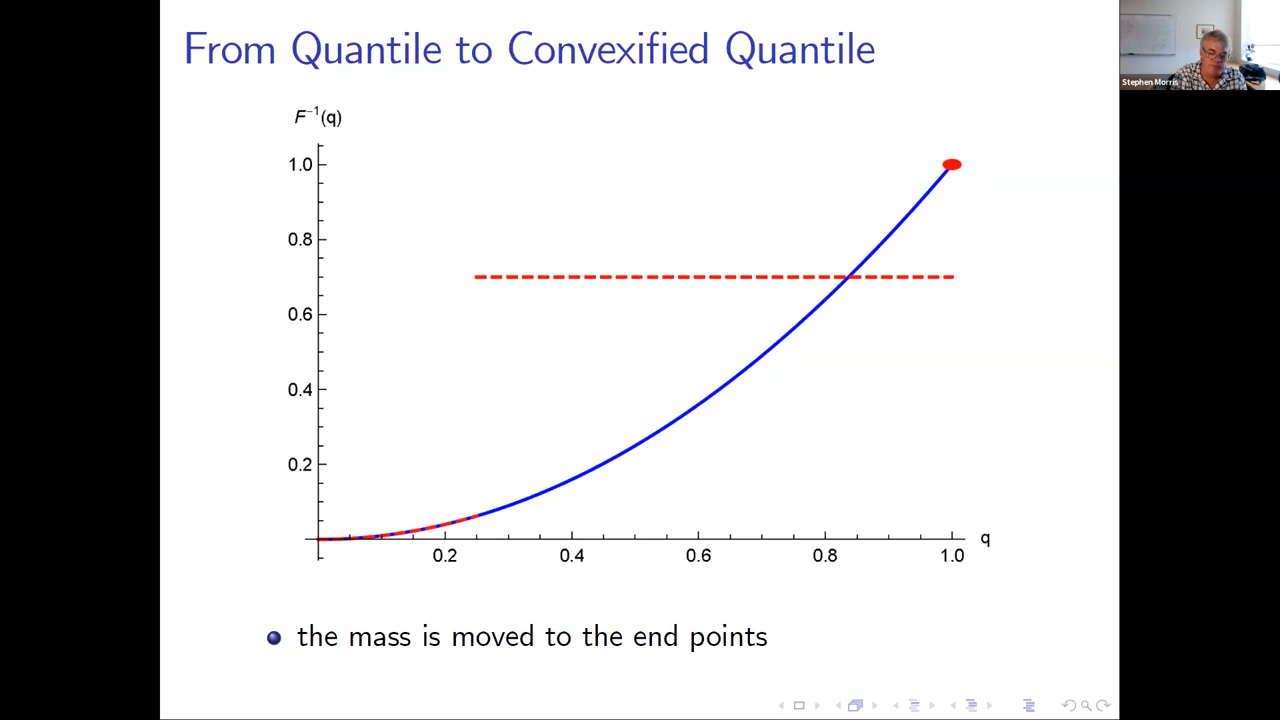 From Quantile to Convexified Quantile
Stephen Morris
F⁻¹(q)
1.0
0.8
0.6
0.4
0.2
0.2 0.4 0.6 0.8 1.0 q
the mass is moved to the end points